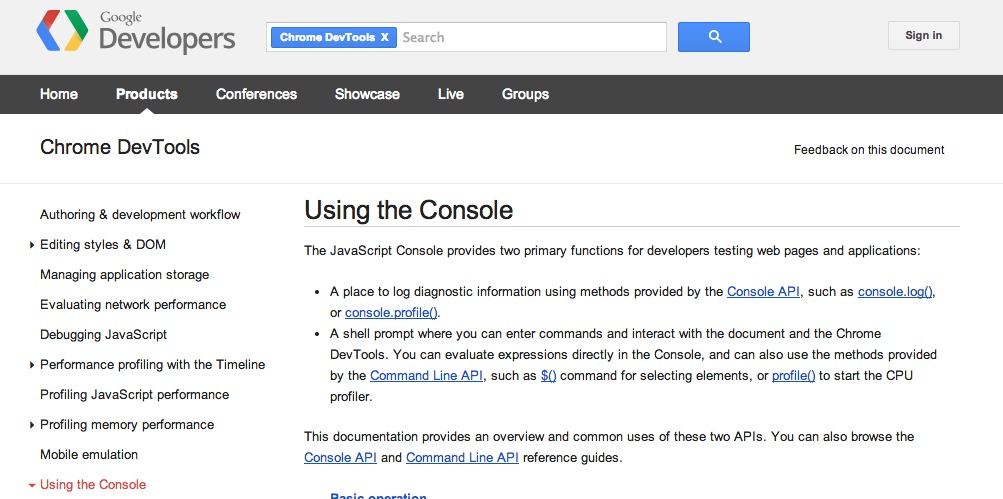 Google
Developers
Chrome DevTools X Search
Sign in
Home Products Conferences Showcase Live Groups
Chrome DevTools
Feedback on this document
Authoring & development workflow
Editing styles & DOM
Managing application storage
Evaluating network performance
Debugging JavaScript
Performance profiling with the Timeline
Profiling JavaScript performance
Profiling memory performance
Mobile emulation
Using the Console
Using the Console
The JavaScript Console provides two primary functions for developers testing web pages and applications:
• A place to log diagnostic information using methods provided by the Console API, such as console.log(),
or console.profile().
• A shell prompt where you can enter commands and interact with the document and the Chrome
DevTools. You can evaluate expressions directly in the Console, and can also use the methods provided
by the Command Line API, such as $() command for selecting elements, or profile() to start the CPU
profiler.
This documentation provides an overview and common uses of these two APIs. You can also browse the
Console API and Command Line API reference guides.
Basic operation